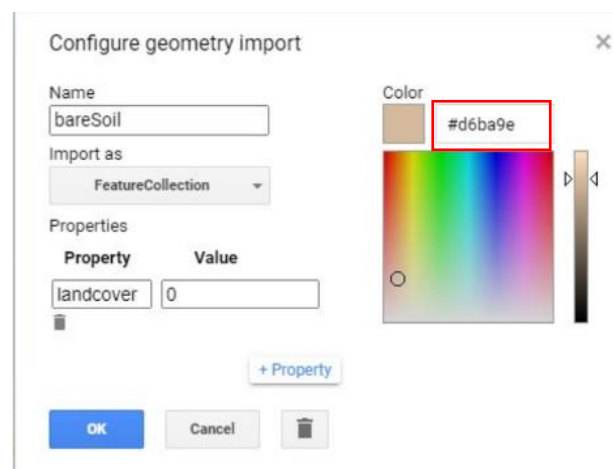 Configure geometry import
Name
Color
bareSoil
#d6ba9e
Import as
FeatureCollection
Properties
Property Value
landcover 0
+ Property
OK Cancel